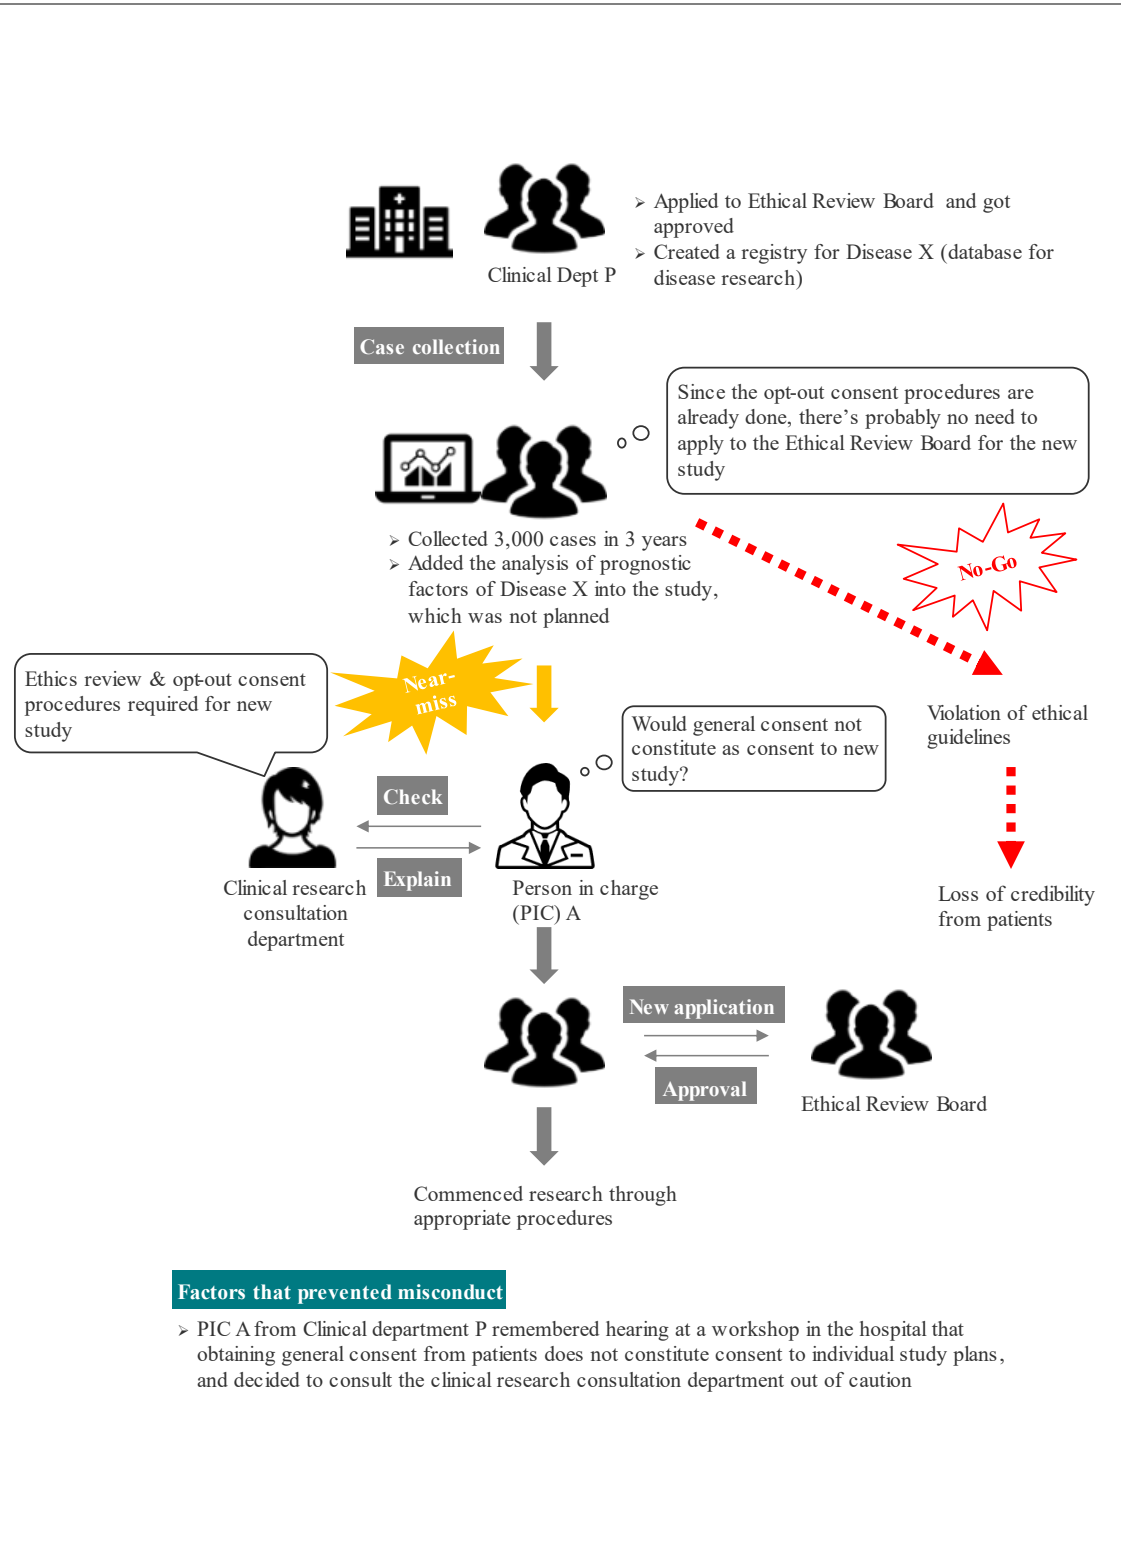 ➢ Applied to Ethical Review Board and got
approved
➢ Created a registry for Disease X (database for
disease research)
Clinical Dept P
Case collection
Since the opt-out consent procedures are
already done, there's probably no need to
apply to the Ethical Review Board for the new
study
➢ Collected 3,000 cases in 3 years
➢ Added the analysis of prognostic
factors of Disease X into the study,
which was not planned
No-Go
Near-
miss
Ethics review & opt-out consent
procedures required for new
study
Would general consent not
constitute as consent to new
study?
Violation of ethical
guidelines
Check
Explain
Clinical research
consultation
department
Person in charge
(PIC) A
Loss of credibility
from patients
New application
Approval
Ethical Review Board
Commenced research through
appropriate procedures
Factors that prevented misconduct
➢ PIC A from Clinical department P remembered hearing at a workshop in the hospital that
obtaining general consent from patients does not constitute consent to individual study plans,
and decided to consult the clinical research consultation department out of caution